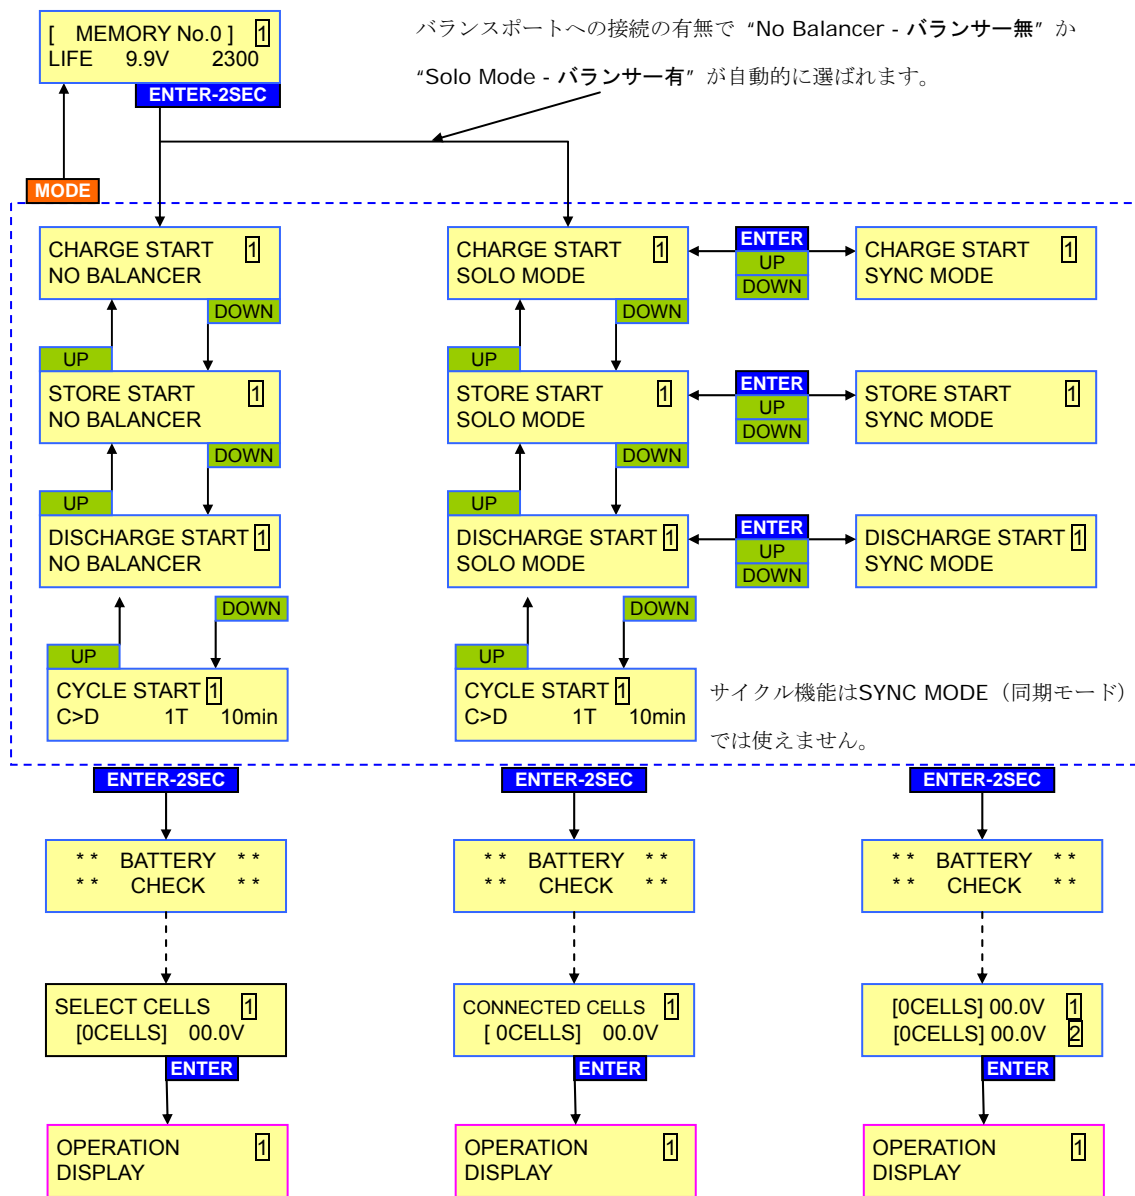 [ MEMORY No.0 ] 1
LIFE 9.9V 2300
ENTER-2SEC
バランスポートへの接続の有無で “No Balancer - バランサー無” か
“Solo Mode - バランサー有” が自動的に選ばれます。
MODE
CHARGE START 1
NO BALANCER
DOWN
UP
STORE START 1
NO BALANCER
DOWN
UP
DISCHARGE START 1
NO BALANCER
DOWN
UP
CYCLE START 1
C>D 1T 10min
CHARGE START 1
SOLO MODE
DOWN
UP
STORE START 1
SOLO MODE
DOWN
UP
DISCHARGE START 1
SOLO MODE
DOWN
UP
CYCLE START 1
C>D 1T 10min
ENTER
UP
DOWN
CHARGE START 1
SYNC MODE
ENTER
UP
DOWN
STORE START 1
SYNC MODE
ENTER
UP
DOWN
DISCHARGE START 1
SYNC MODE
サイクル機能はSYNC MODE（同期モード）
では使えません。
ENTER-2SEC
** BATTERY **
** CHECK **
SELECT CELLS 1
[0CELLS] 00.0V
ENTER
OPERATION 1
DISPLAY
ENTER-2SEC
** BATTERY **
** CHECK **
CONNECTED CELLS 1
[ 0CELLS] 00.0V
ENTER
OPERATION 1
DISPLAY
ENTER-2SEC
** BATTERY **
** CHECK **
[0CELLS] 00.0V 1
[0CELLS] 00.0V 2
ENTER
OPERATION 1
DISPLAY